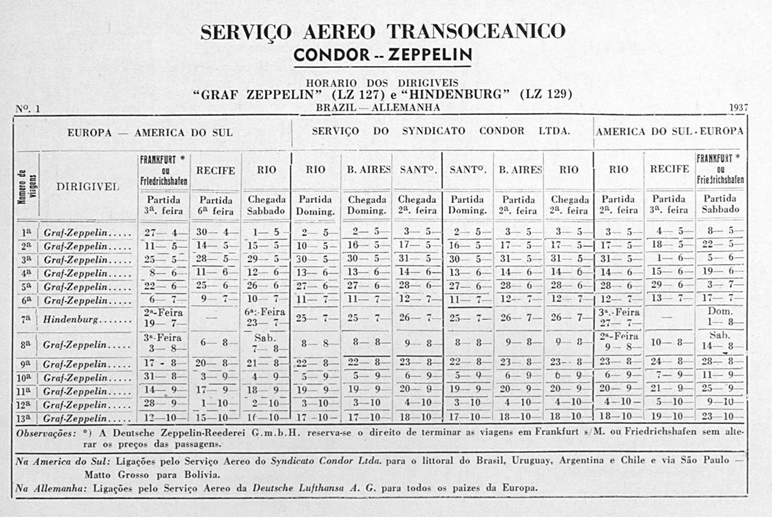 SERVIÇO AEREO TRANSOCEANICO
CONDOR -- ZEPPELIN
HORARIO DOS DIRIGIVEIS
"GRAF ZEPPELIN" (LZ 127) e "HINDENBURG" (LZ 129)
Nº. 1 BRAZIL — ALLEMANHA 1937
EUROPA — AMERICA DO SUL SERVIÇO DO SYNDICATO CONDOR LTDA. AMERICA DO SUL - EUROPA
Numero de viagens DIRIGIVEL FRANKFURT * ou Friedrichshafen RECIFE RIO RIO B. AIRES SANTº. SANTº. B. AIRES RIO RIO RECIFE FRANKFURT * ou Friedrichshafen
Partida 3ª. feira Partida 6ª feira Chegada Sabbado Partida Doming. Chegada Doming. Chegada 2ª. feira Partida Doming. Partida 2ª. feira Chegada 2ª. feira Partida 2ª. feira Partida 3ª. feira Partida Sabbado
1ª Graf-Zeppelin..... 27— 4— 30— 4— 1— 5— 2 5— 2— 5— 3— 5— 2— 5— 3— 5— 3— 5— 3— 5— 4— 5— 8— 5—
2ª Graf-Zeppelin..... 11— 5— 14— 5— 15— 5— 10 5— 16— 5— 17— 5— 16— 5— 17— 5— 17— 5— 17— 5— 18— 5— 22— 5—
3ª Graf-Zeppelin..... 25— 5— 28— 5— 29— 5— 30— 5— 30— 5— 31— 5— 30 5— 31— 5— 31— 5— 31— 5— 1— 6— 5— 6—
4ª Graf-Zeppelin..... 8— 6— 11— 6— 12— 6— 13— 6— 13— 6— 14— 6— 13— 6— 14— 6— 14— 6— 14— 6— 15— 6— 19— 6—
5ª Graf-Zeppelin..... 22— 6— 25— 6— 26— 6— 27— 6— 27— 6— 28— 6— 27— 6— 28— 6— 28— 6— 28— 6— 29— 6— 3— 7—
6ª Graf-Zeppelin..... 6— 7— 9— 7— 10— 7— 11— 7— 11— 7— 12— 7— 11— 7— 12— 7— 12— 7— 12— 7— 13— 7— 17— 7—
7ª Hindenburg..... 2ª-Feira 19— 7— — 6ª.-Feira 23— 7— 25— 7— 25— 7— 26— 7— 25— 7— 26— 7— 26— 7— 3ª.-Feira 27— 7— — Dom. 1— 8—
8ª Graf-Zeppelin..... 3ª-Feira 3— 8— 6— 8— Sab. 7— 8— 8— 8— 8— 8— 9— 8— 8— 8— 9— 8— 9— 8— 2ª-Feira 9— 8— 10— 8— Sab. 14— 8—
9ª Graf-Zeppelin..... 17 - 8— 20— 8— 21— 8— 22— 8— 22— 8— 23— 8— 22— 8— 23— 8— 23— 8— 23— 8— 24— 8— 28— 8—
10ª Graf-Zeppelin..... 31— 8— 3— 9— 4— 9— 5— 9— 5— 9— 6— 9— 5— 9— 6— 9— 6— 9— 6— 9— 7— 9— 11— 9—
11ª Graf-Zeppelin..... 14— 9— 17— 9— 18— 9— 19— 9— 19— 9— 20— 9— 19— 9— 20— 9— 20— 9— 20— 9— 21— 9— 25— 9—
12ª Graf-Zeppelin..... 28— 9— 1—10— 2—10— 3—10— 3—10— 4—10— 3—10— 4—10— 4—10— 4—10— 5—10— 9—10—
13ª Graf-Zeppelin..... 12—10— 15—10— 16—10— 17—10— 17—10— 18—10— 17—10— 18—10— 18—10— 18—10— 19—10— 23—10—
Observações: *) A Deutsche Zeppelin-Reederei G.m.b.H. reserva-se o direito de terminar as viagens em Frankfurt s/M. ou Friedrichshafen sem alte-
rar os preços das passagens.
Na America do Sul: Ligações pelo Serviço Aereo do Syndicato Condor Ltda. para o littoral do Brasil, Uruguay, Argentina e Chile e via São Paulo —
Matto Grosso para Bolivia.
Na Allemanha: Ligações pelo Serviço Aereo da Deutsche Lufthansa A. G. para todos os paizes da Europa.